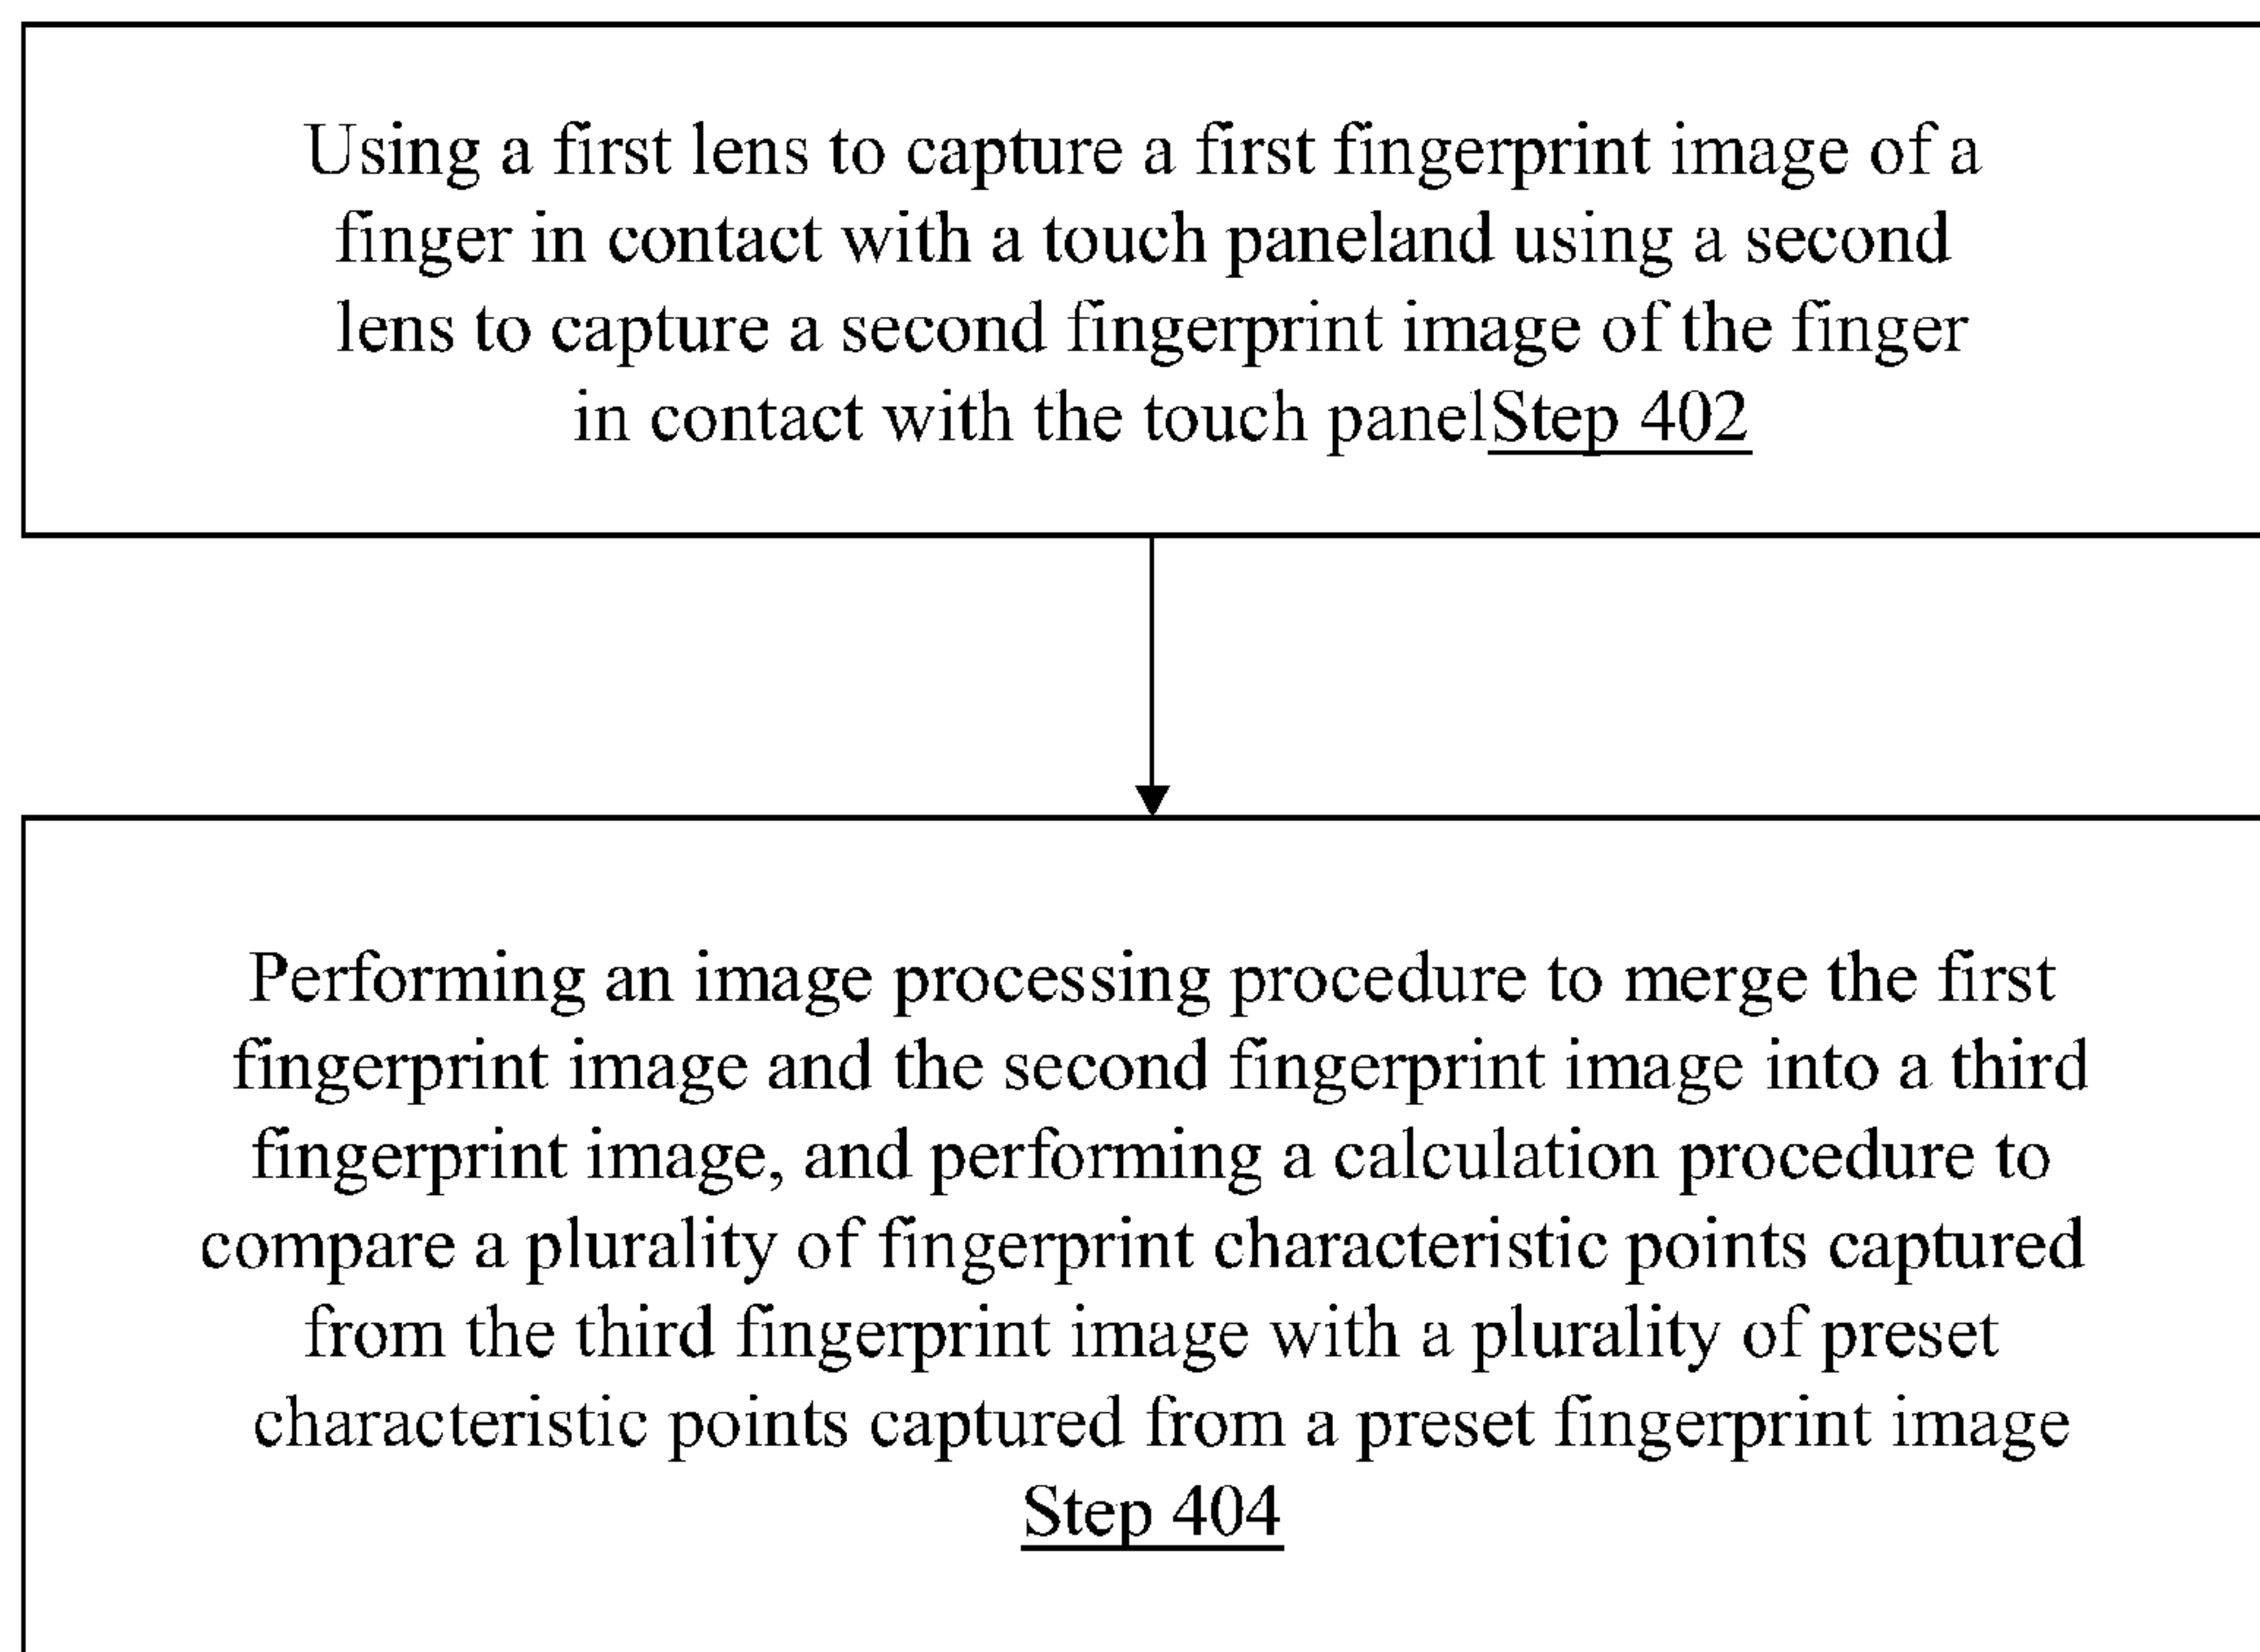 Using a first lens to capture a first fingerprint image of a
finger in contact with a touch paneland using a second
lens to capture a second fingerprint image of the finger
in contact with the touch panelStep 402
Performing an image processing procedure to merge the first
fingerprint image and the second fingerprint image into a third
fingerprint image, and performing a calculation procedure to
compare a plurality of fingerprint characteristic points captured
from the third fingerprint image with a plurality of preset
characteristic points captured from a preset fingerprint image
Step 404